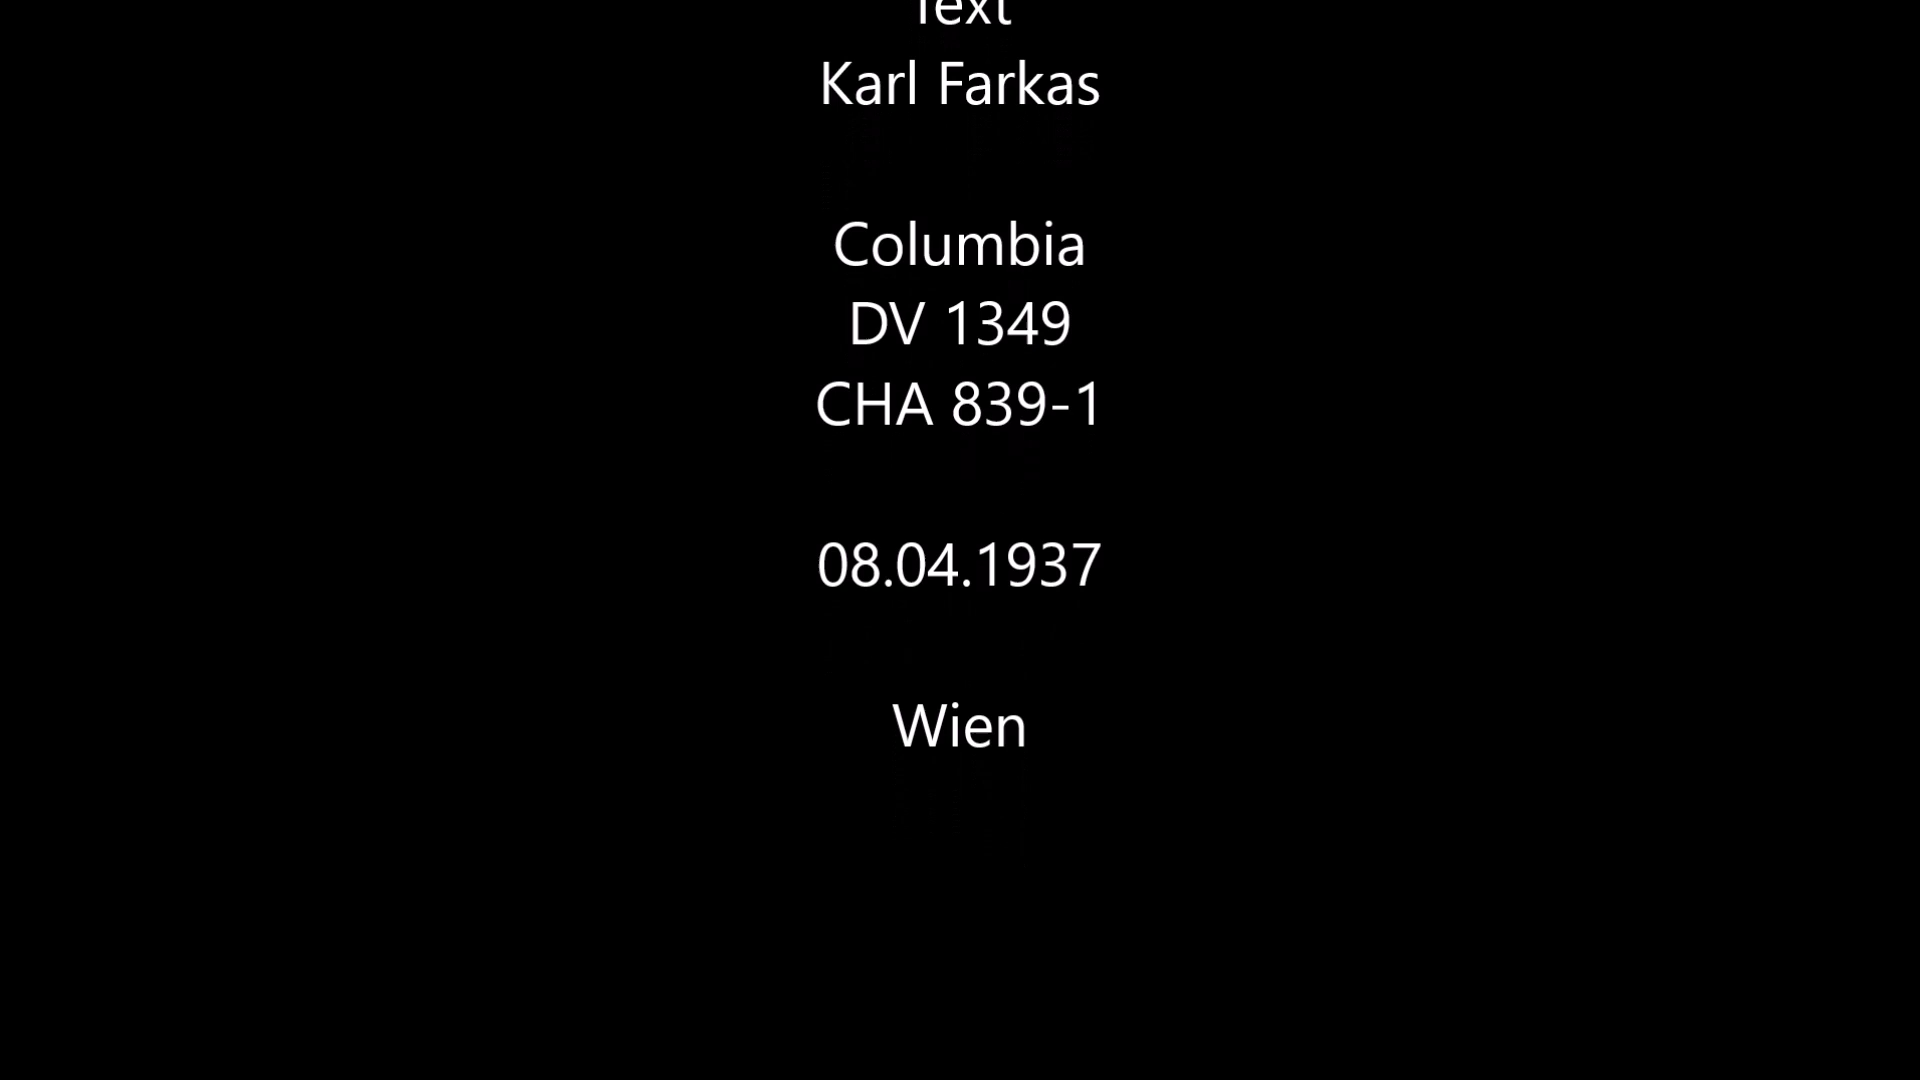 Text
Karl Farkas
Columbia
DV 1349
CHA 839-1
08.04.1937
Wien